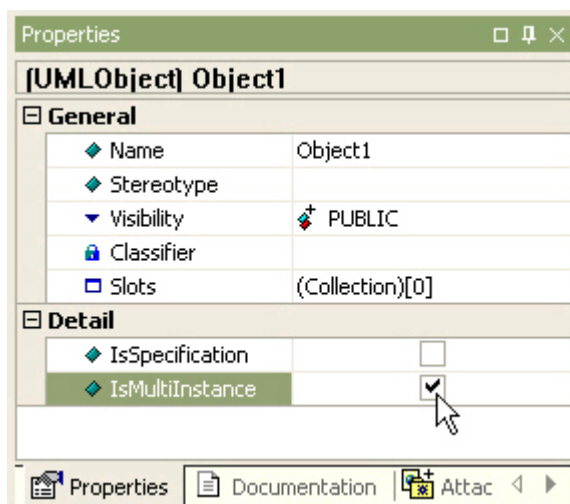 Properties
(UMLObject) Object1
General
Name Object1
Stereotype
Visibility PUBLIC
Classifier
Slots (Collection)[0]
Detail
IsSpecification
IsMultiInstance
Properties Documentation Attac